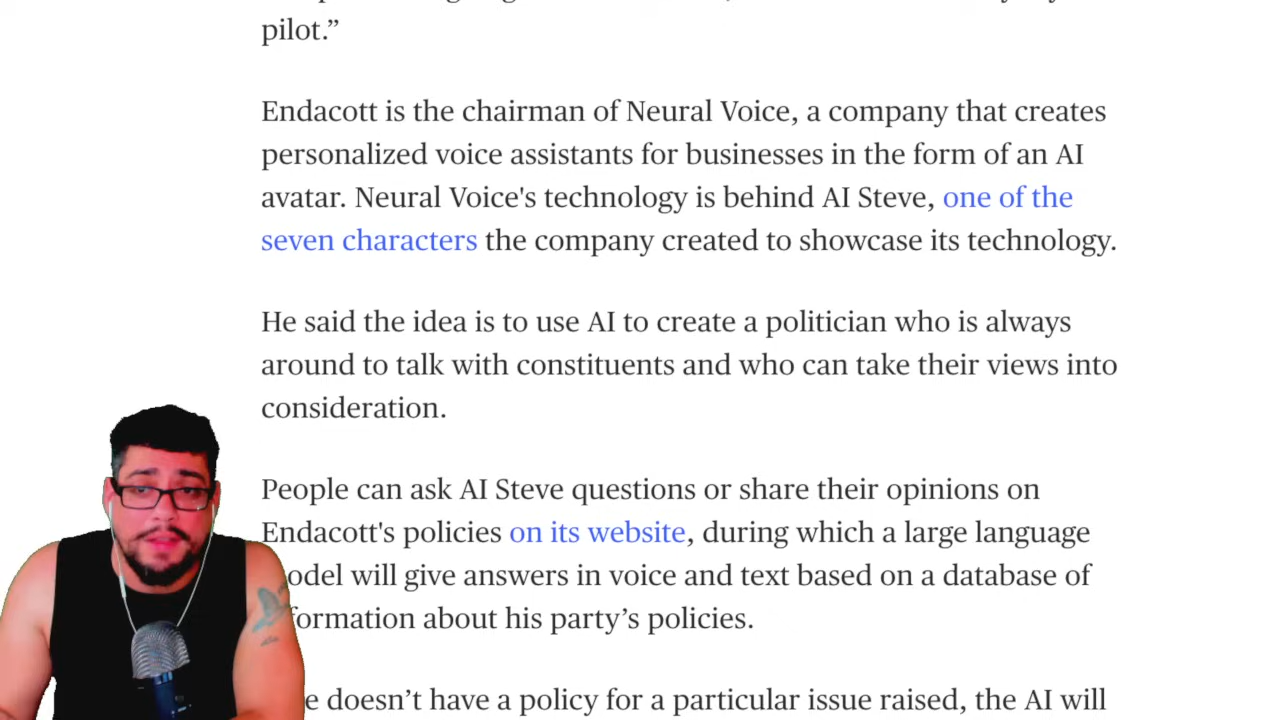 pilot.”
Endacott is the chairman of Neural Voice, a company that creates
personalized voice assistants for businesses in the form of an AI
avatar. Neural Voice's technology is behind AI Steve, one of the
seven characters the company created to showcase its technology.
He said the idea is to use AI to create a politician who is always
around to talk with constituents and who can take their views into
consideration.
People can ask AI Steve questions or share their opinions on
Endacott's policies on its website, during which a large language
odel will give answers in voice and text based on a database of
formation about his party’s policies.
doesn’t have a policy for a particular issue raised, the AI will